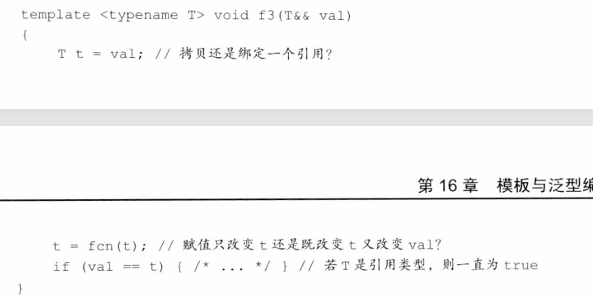 template <typename T> void f3(T&& val)
{
T t = val; // 拷贝还是绑定一个引用?
第 16 章 模板与泛型编
t = fcn(t); // 赋值只改变 t 还是既改变 t 又改变 val?
if (val == t) { /* ... */ } // 若 T 是引用类型，则一直为 true
}